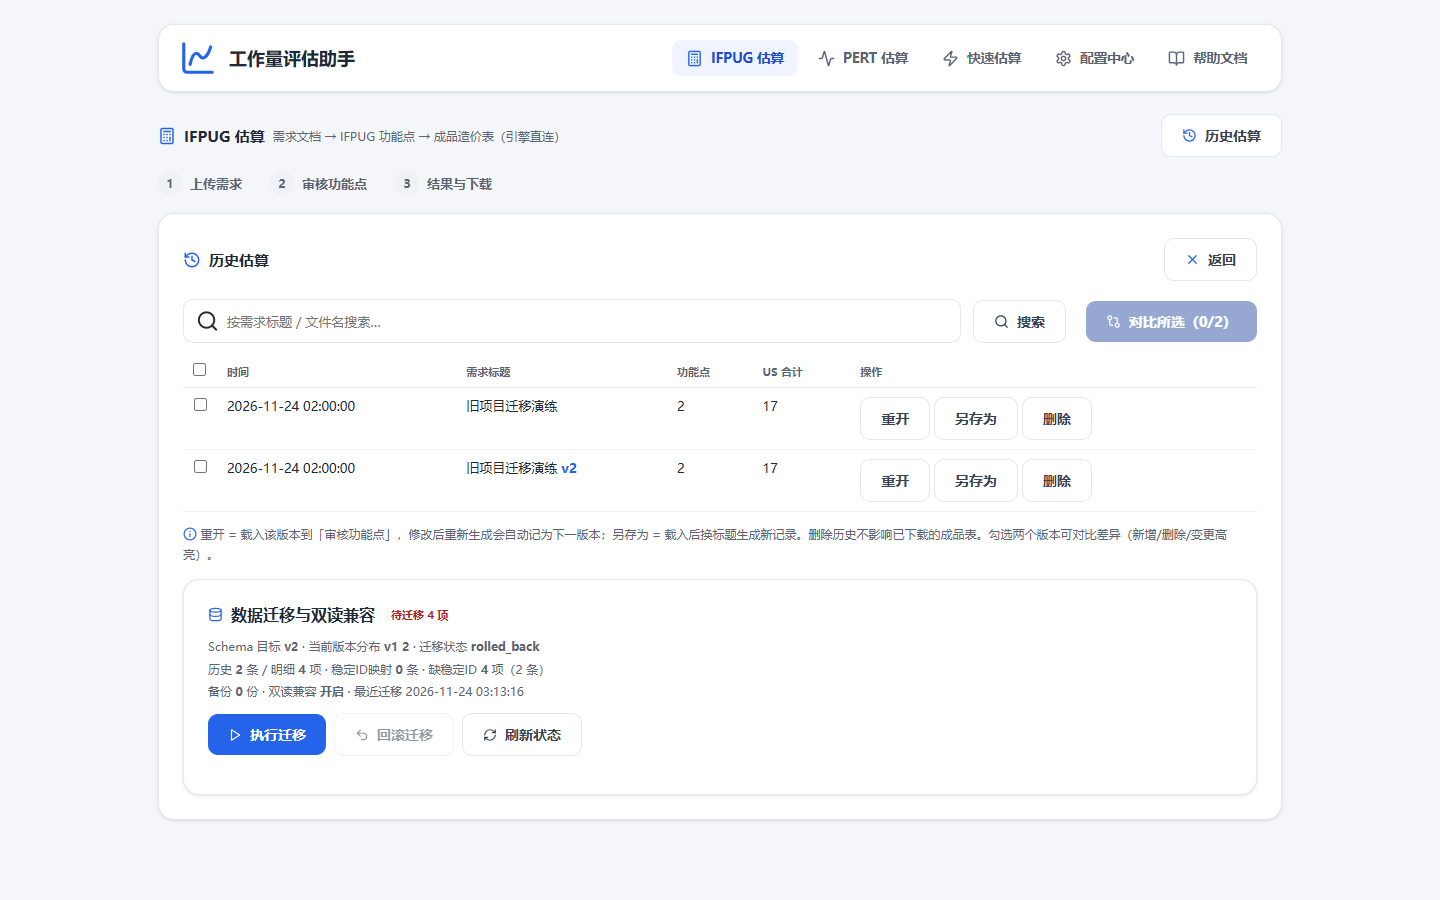 工作量评估助手
IFPUG 估算
PERT 估算
快速估算
配置中心
帮助文档
IFPUG 估算 需求文档 → IFPUG 功能点 → 成品造价表（引擎直连）
历史估算
1 上传需求 2 审核功能点 3 结果与下载
历史估算
返回
按需求标题 / 文件名搜索...
搜索
对比所选（0/2）
时间 需求标题 功能点 US 合计 操作
2026-11-24 02:00:00 旧项目迁移演练 2 17 重开 另存为 删除
2026-11-24 02:00:00 旧项目迁移演练 v2 2 17 重开 另存为 删除
重开 = 载入该版本到「审核功能点」，修改后重新生成会自动记为下一版本；另存为 = 载入后换标题生成新记录。删除历史不影响已下载的成品表。勾选两个版本可对比差异（新增/删除/变更高
亮）。
数据迁移与双读兼容 待迁移 4 项
Schema 目标 v2 · 当前版本分布 v1 2 · 迁移状态 rolled_back
历史 2 条 / 明细 4 项 · 稳定ID映射 0 条 · 缺稳定ID 4 项（2 条）
备份 0 份 · 双读兼容 开启 · 最近迁移 2026-11-24 03:13:16
执行迁移 回滚迁移 刷新状态